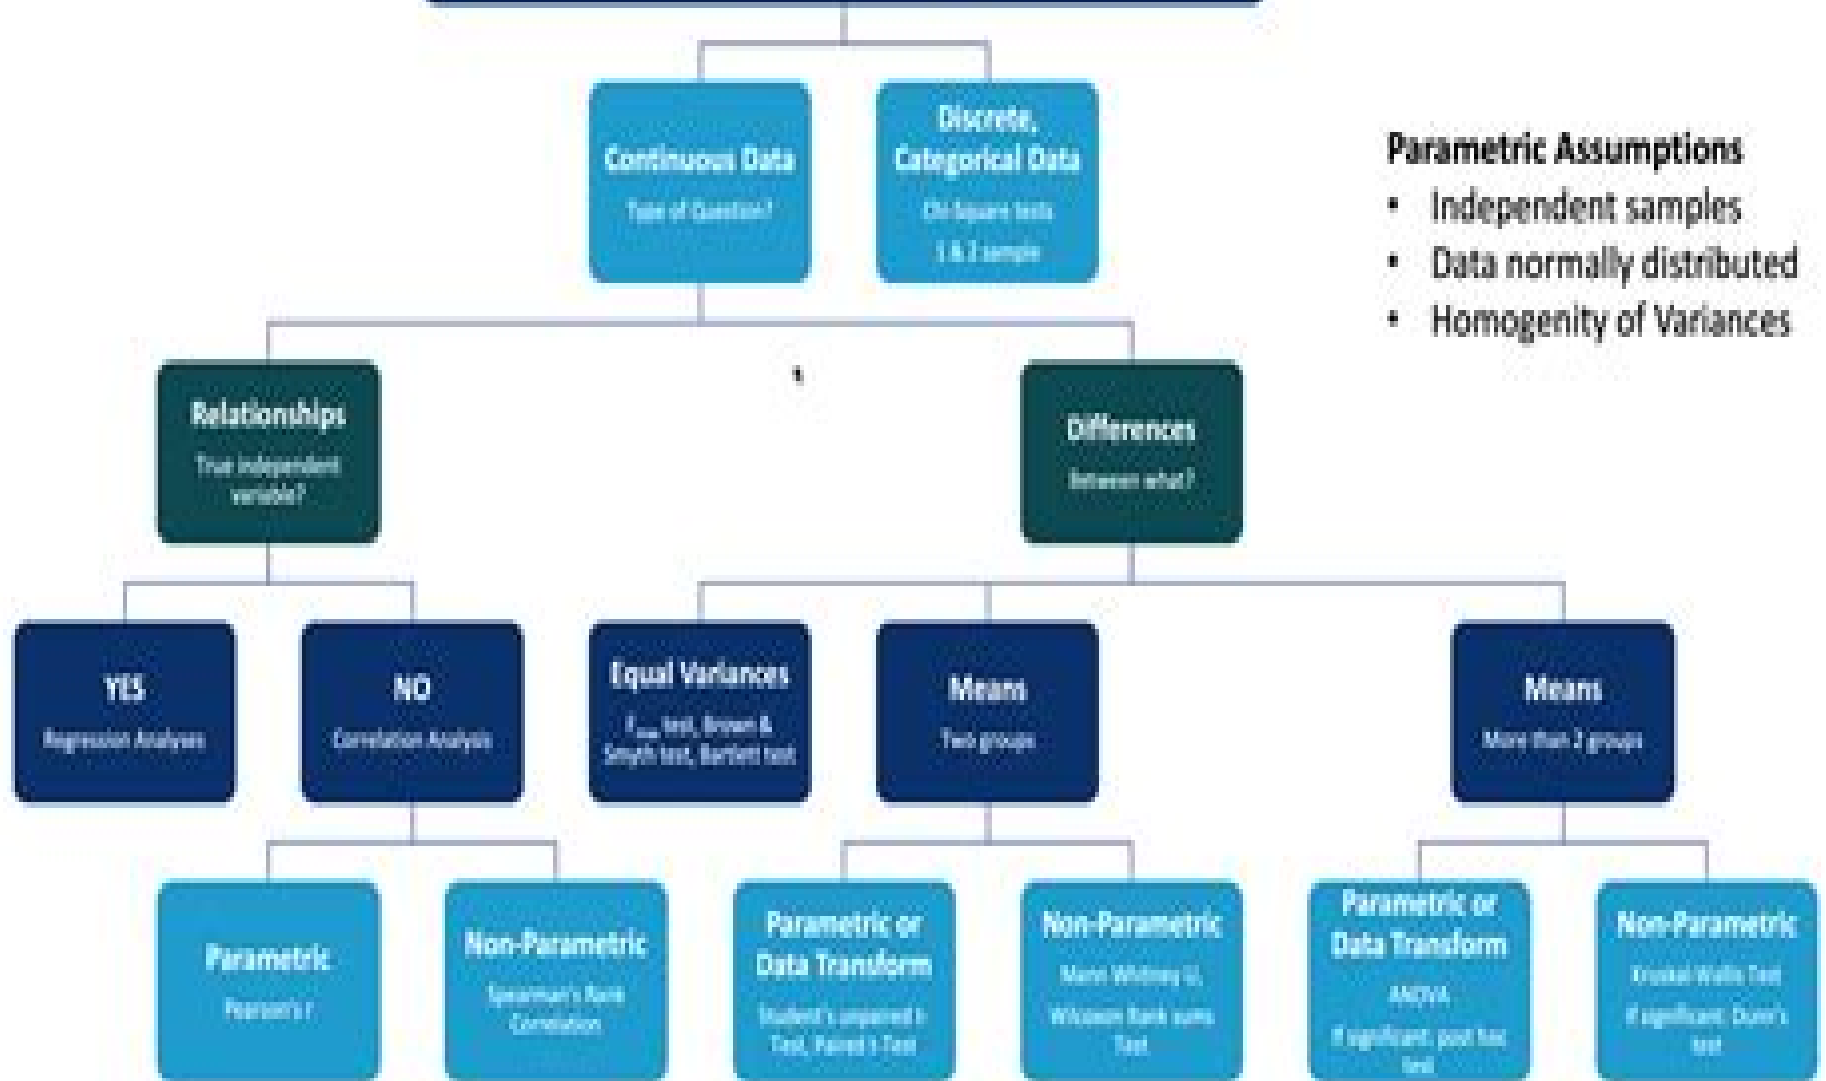 Continuous Data
Type of Question?
Discrete,
Categorical Data
Chi-Square tests
1 & 2 sample
Parametric Assumptions
• Independent samples
• Data normally distributed
• Homogenity of Variances
Relationships
True independent
variable?
Differences
Between what?
YES
Regression Analyses
NO
Correlation Analysis
Equal Variances
Fmax test, Brown &
Smyth test, Bartlett test
Means
Two groups
Means
More than 2 groups
Parametric
Pearson's r
Non-Parametric
Spearman's Rank
Correlation
Parametric or
Data Transform
Student's unpaired t-
Test, Paired t-Test
Non-Parametric
Mann Whitney U,
Wilcoxon Rank sums
Test
Parametric or
Data Transform
ANOVA
If significant: post hoc
test
Non-Parametric
Kruskal-Wallis Test
If significant: Dunn's
test